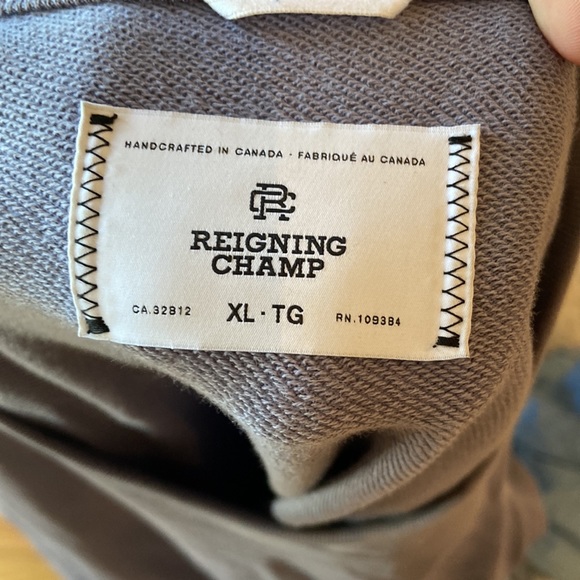 HANDCRAFTED IN CANADA · FABRIQUÉ AU CANADA
RC
REIGNING
CHAMP
CA.32812 XL · TG RN.109384